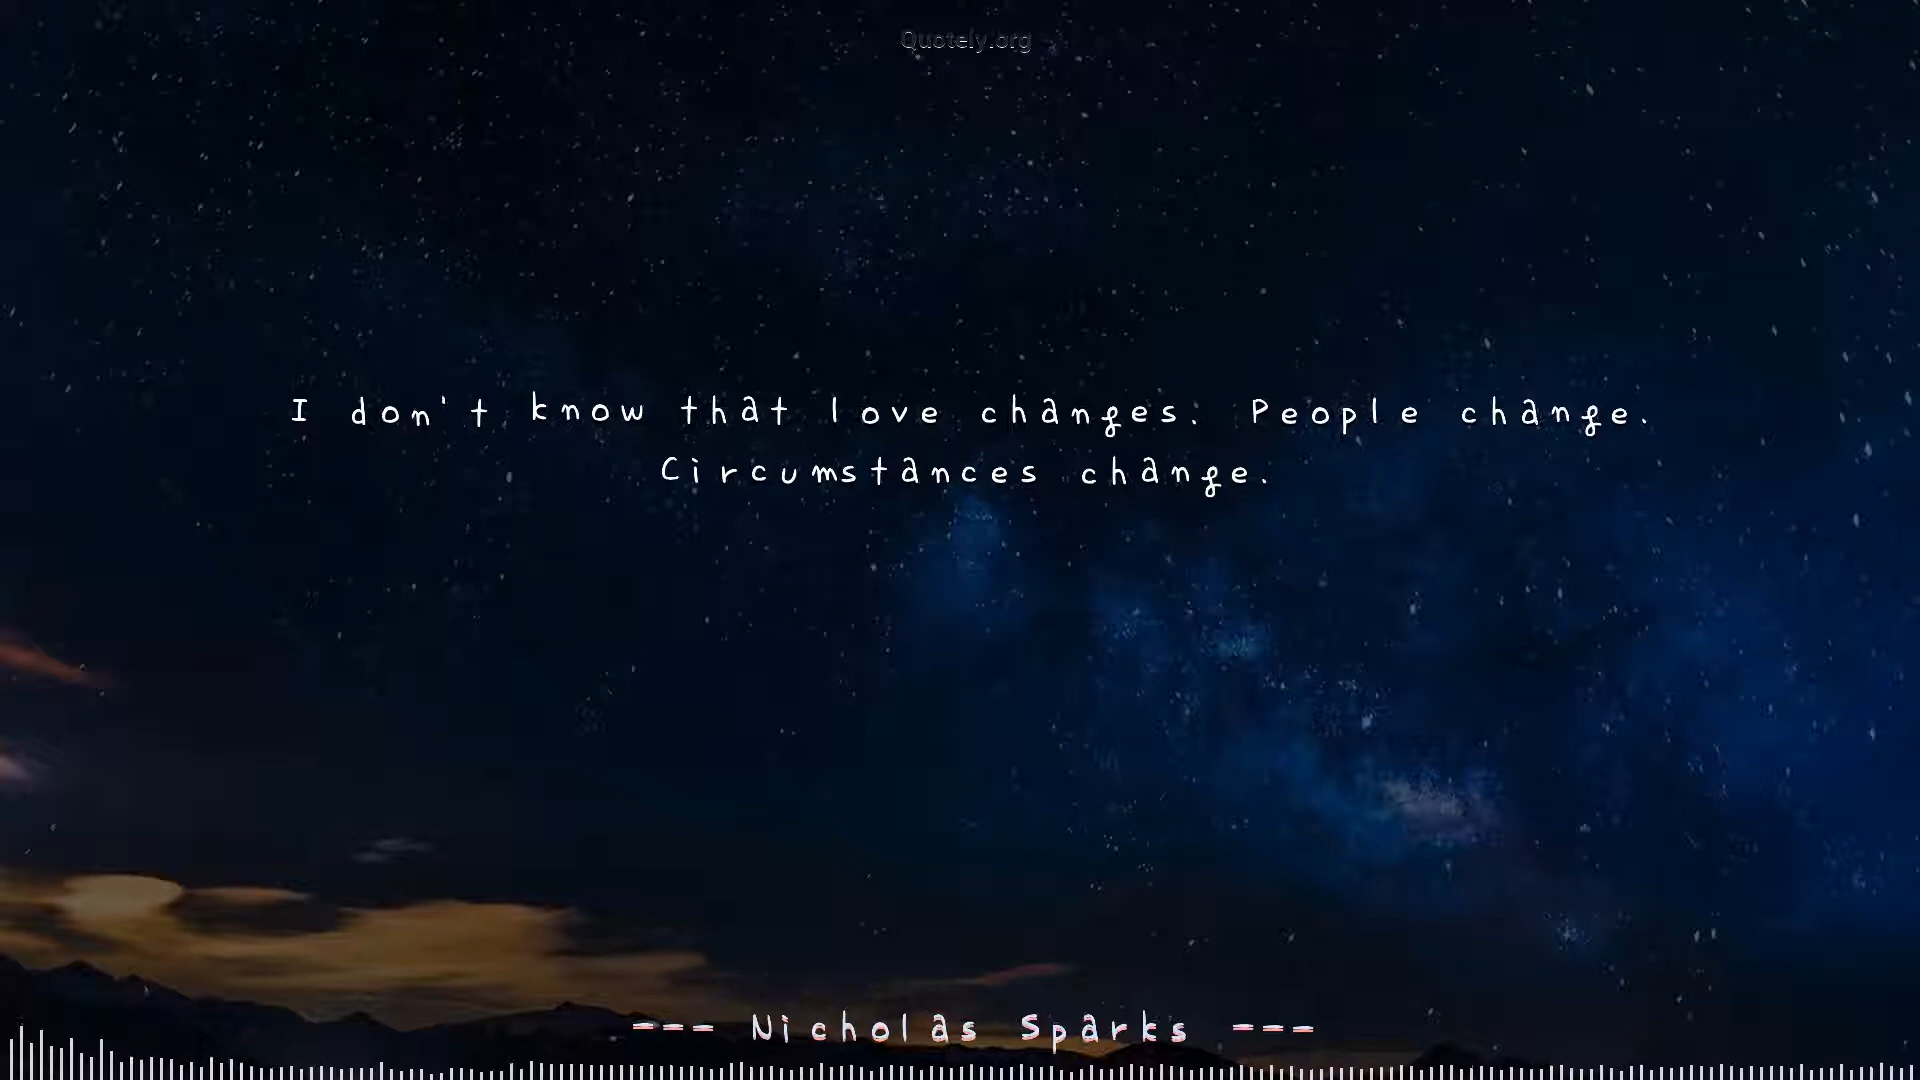 Quotely.org
I don't know that love changes. People change.
Circumstances change.
--- Nicholas Sparks ---